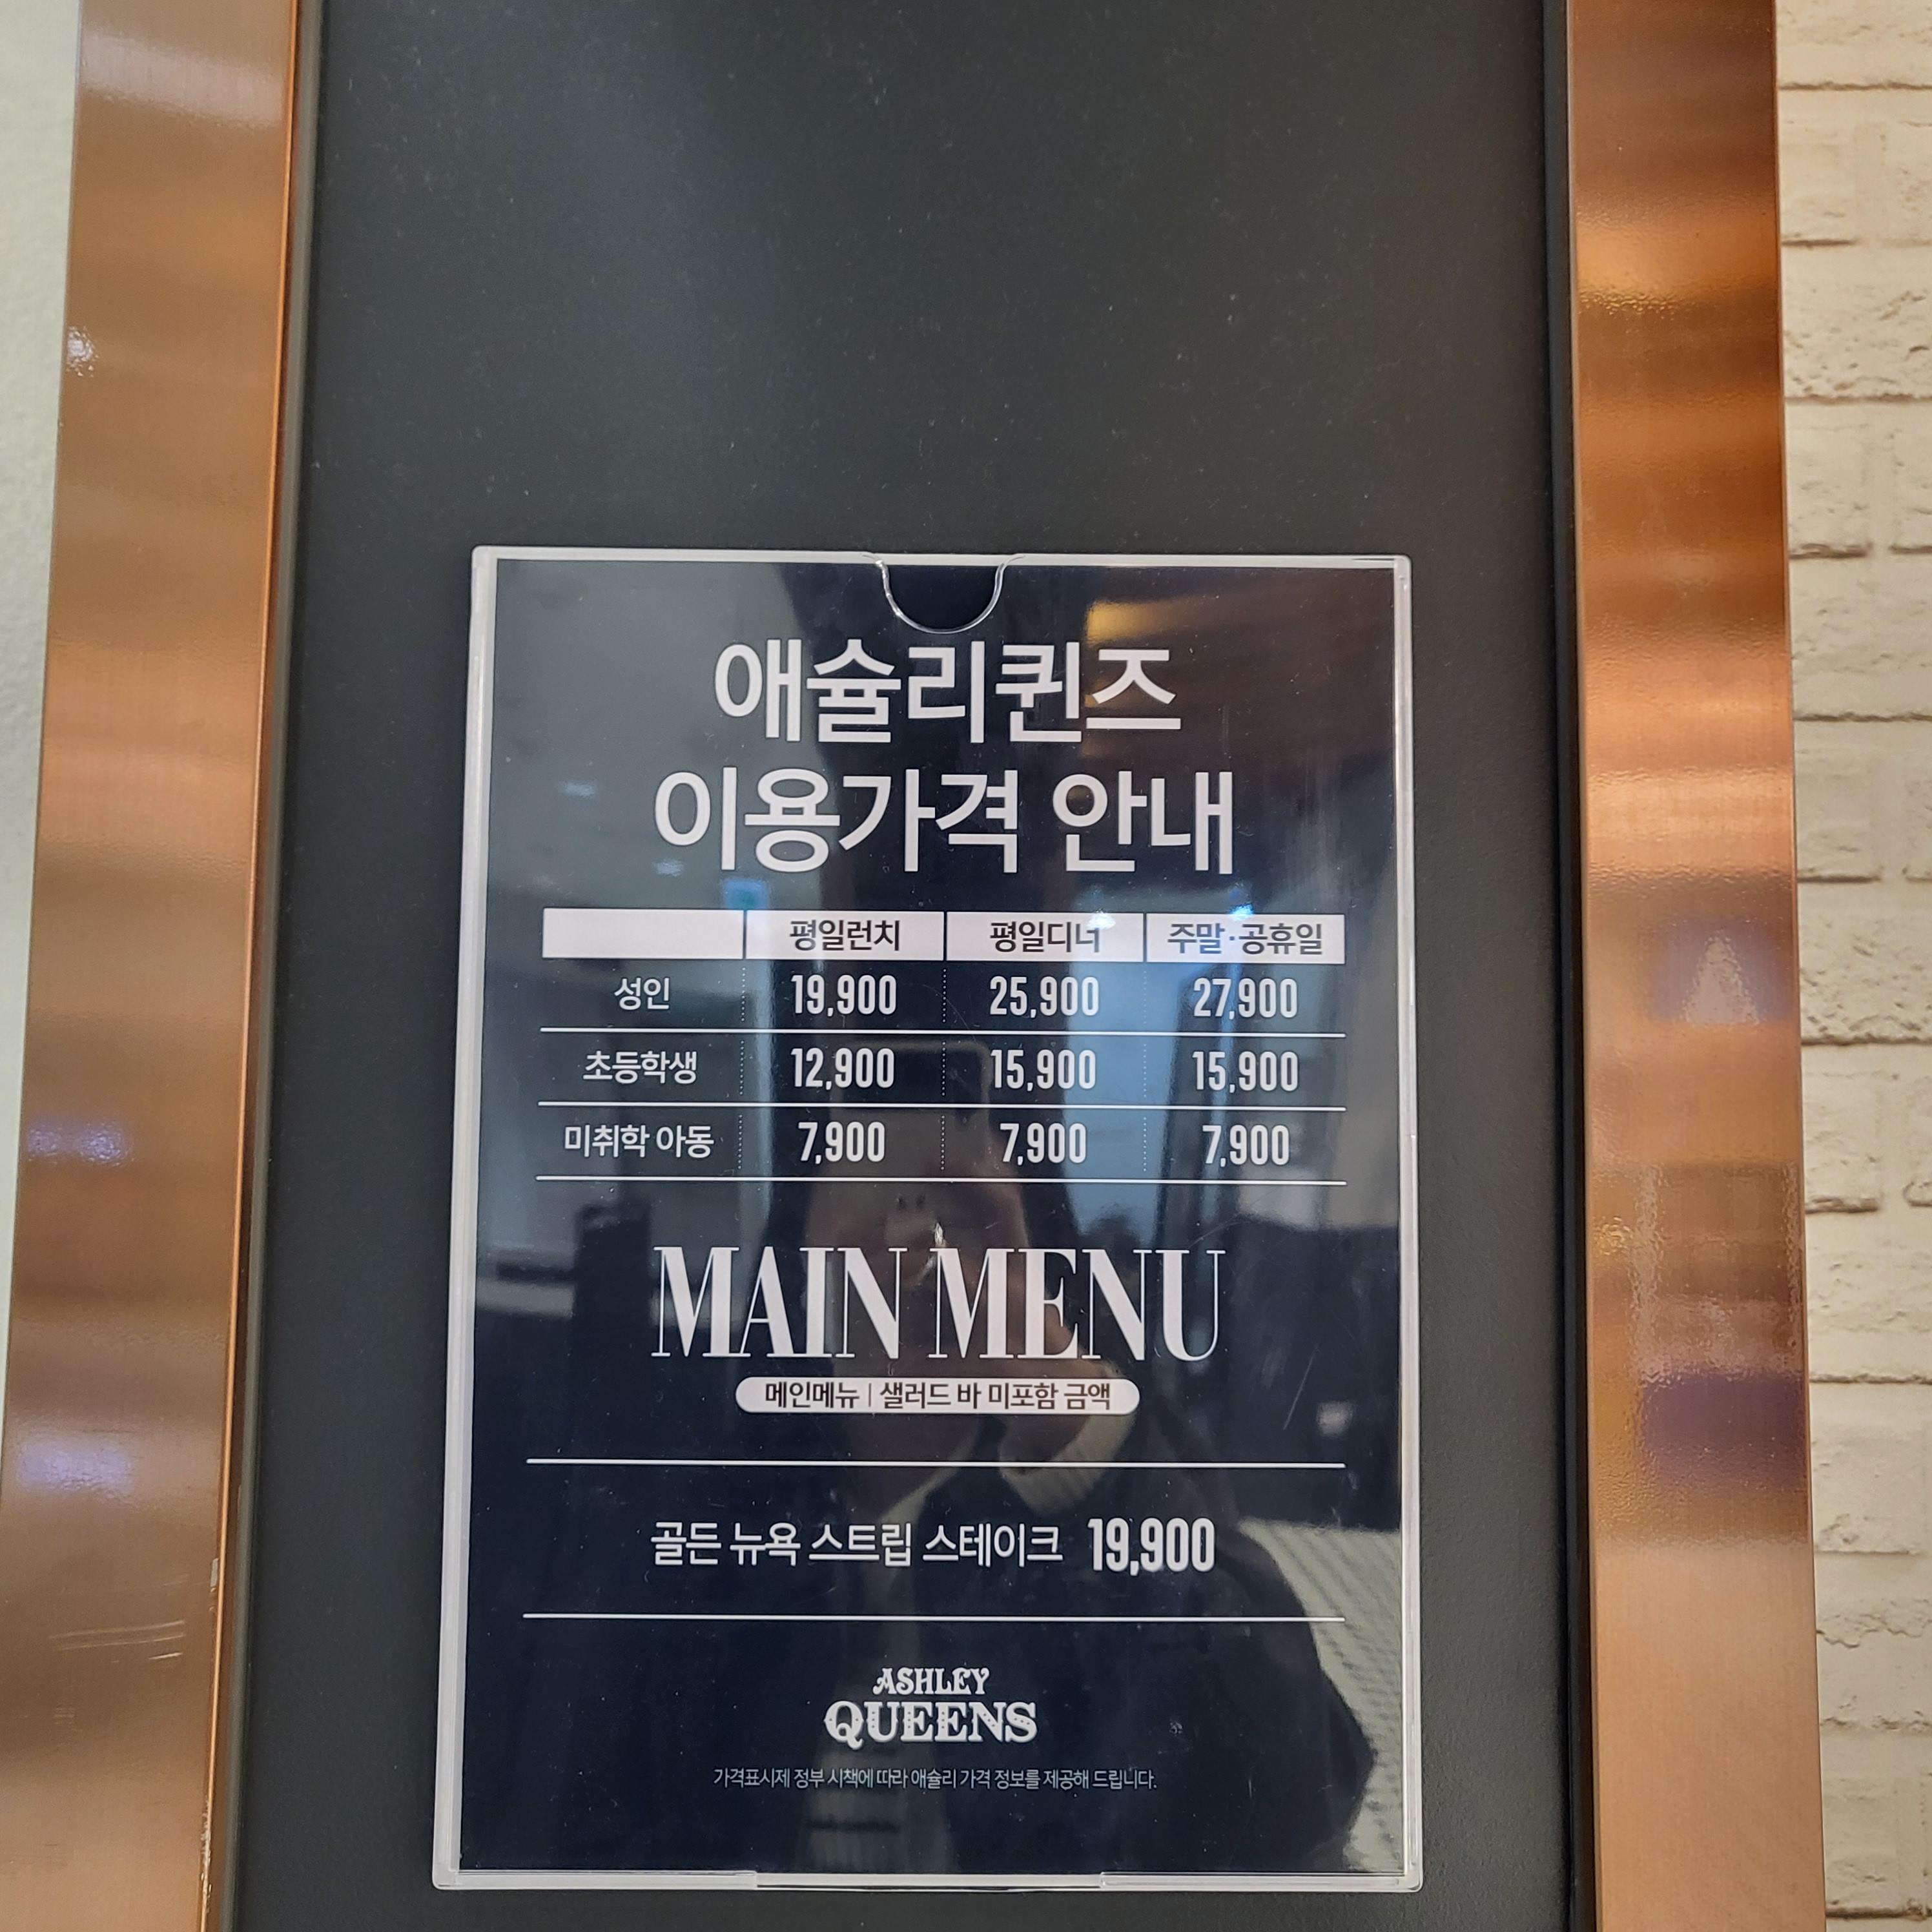 애슐리퀸즈
이용가격 안내
평일런치 평일디너 주말·공휴일
성인 19,900 25,900 27,900
초등학생 12,900 15,900 15,900
미취학 아동 7,900 7,900 7,900
MAIN MENU
메인메뉴 | 샐러드 바 미포함 금액
골든 뉴욕 스트립 스테이크 19,900
ASHLEY
QUEENS
가격표시제 정부 시책에 따라 애슐리 가격 정보를 제공해 드립니다.